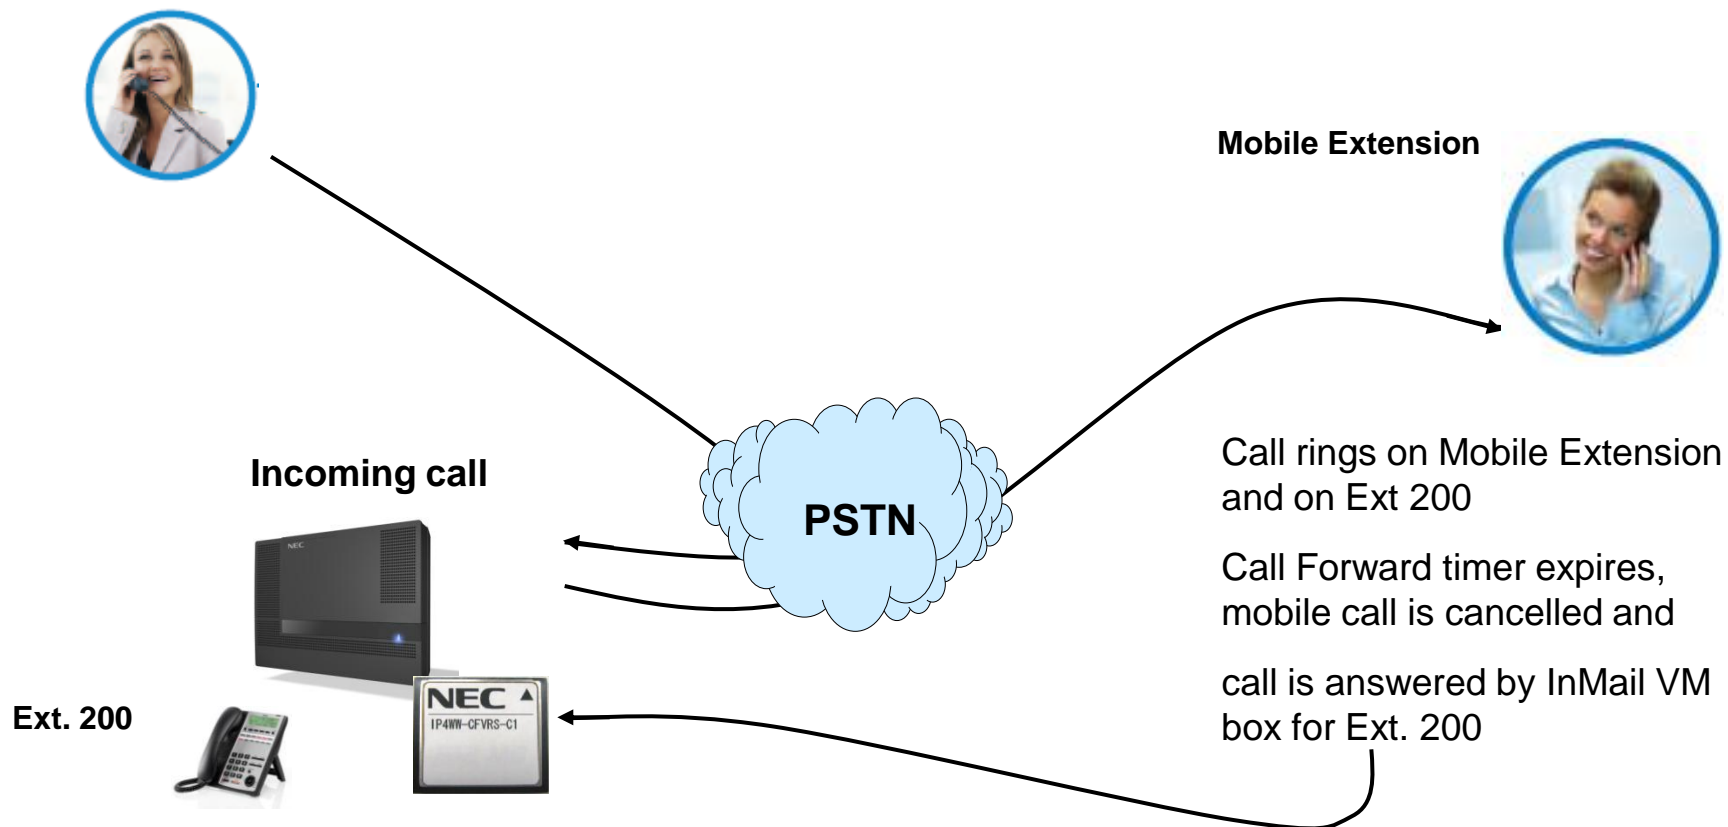 Mobile Extension
Incoming call
PSTN
Call rings on Mobile Extension
and on Ext 200
Call Forward timer expires,
mobile call is cancelled and
call is answered by InMail VM
box for Ext. 200
NEC
Ext. 200
NEC
IP4WW-CFVRS-C1